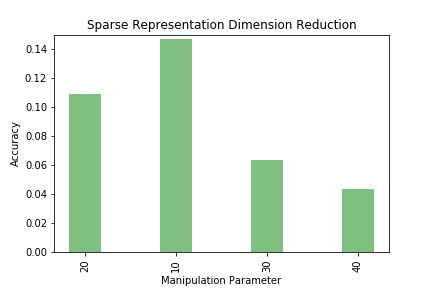 Sparse Representation Dimension Reduction
0.14
0.12
0.10
0.08
0.06
0.04
0.02
0.00
Accuracy
20 10 30 40
Manipulation Parameter